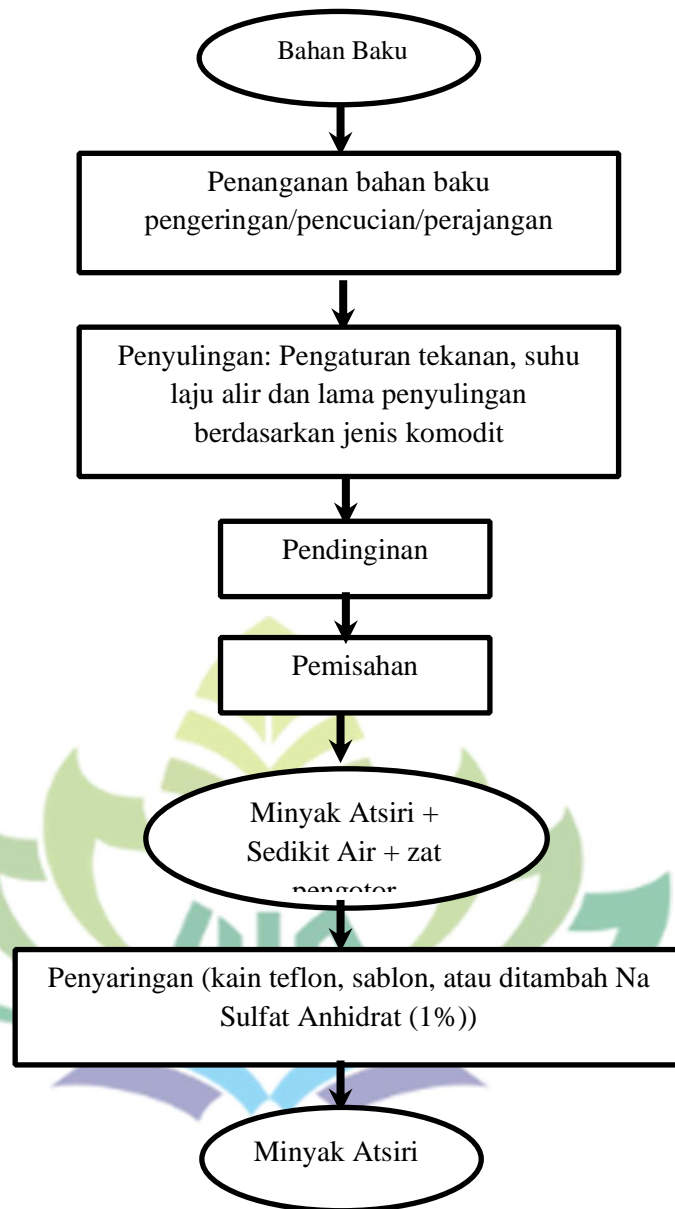 Bahan Baku
Penanganan bahan baku
pengeringan/pencucian/perajangan
Penyulingan: Pengaturan tekanan, suhu
laju alir dan lama penyulingan
berdasarkan jenis komodit
Pendinginan
Pemisahan
Minyak Atsiri +
Sedikit Air + zat
pengotor
Penyaringan (kain teflon, sablon, atau ditambah Na
Sulfat Anhidrat (1%))
Minyak Atsiri